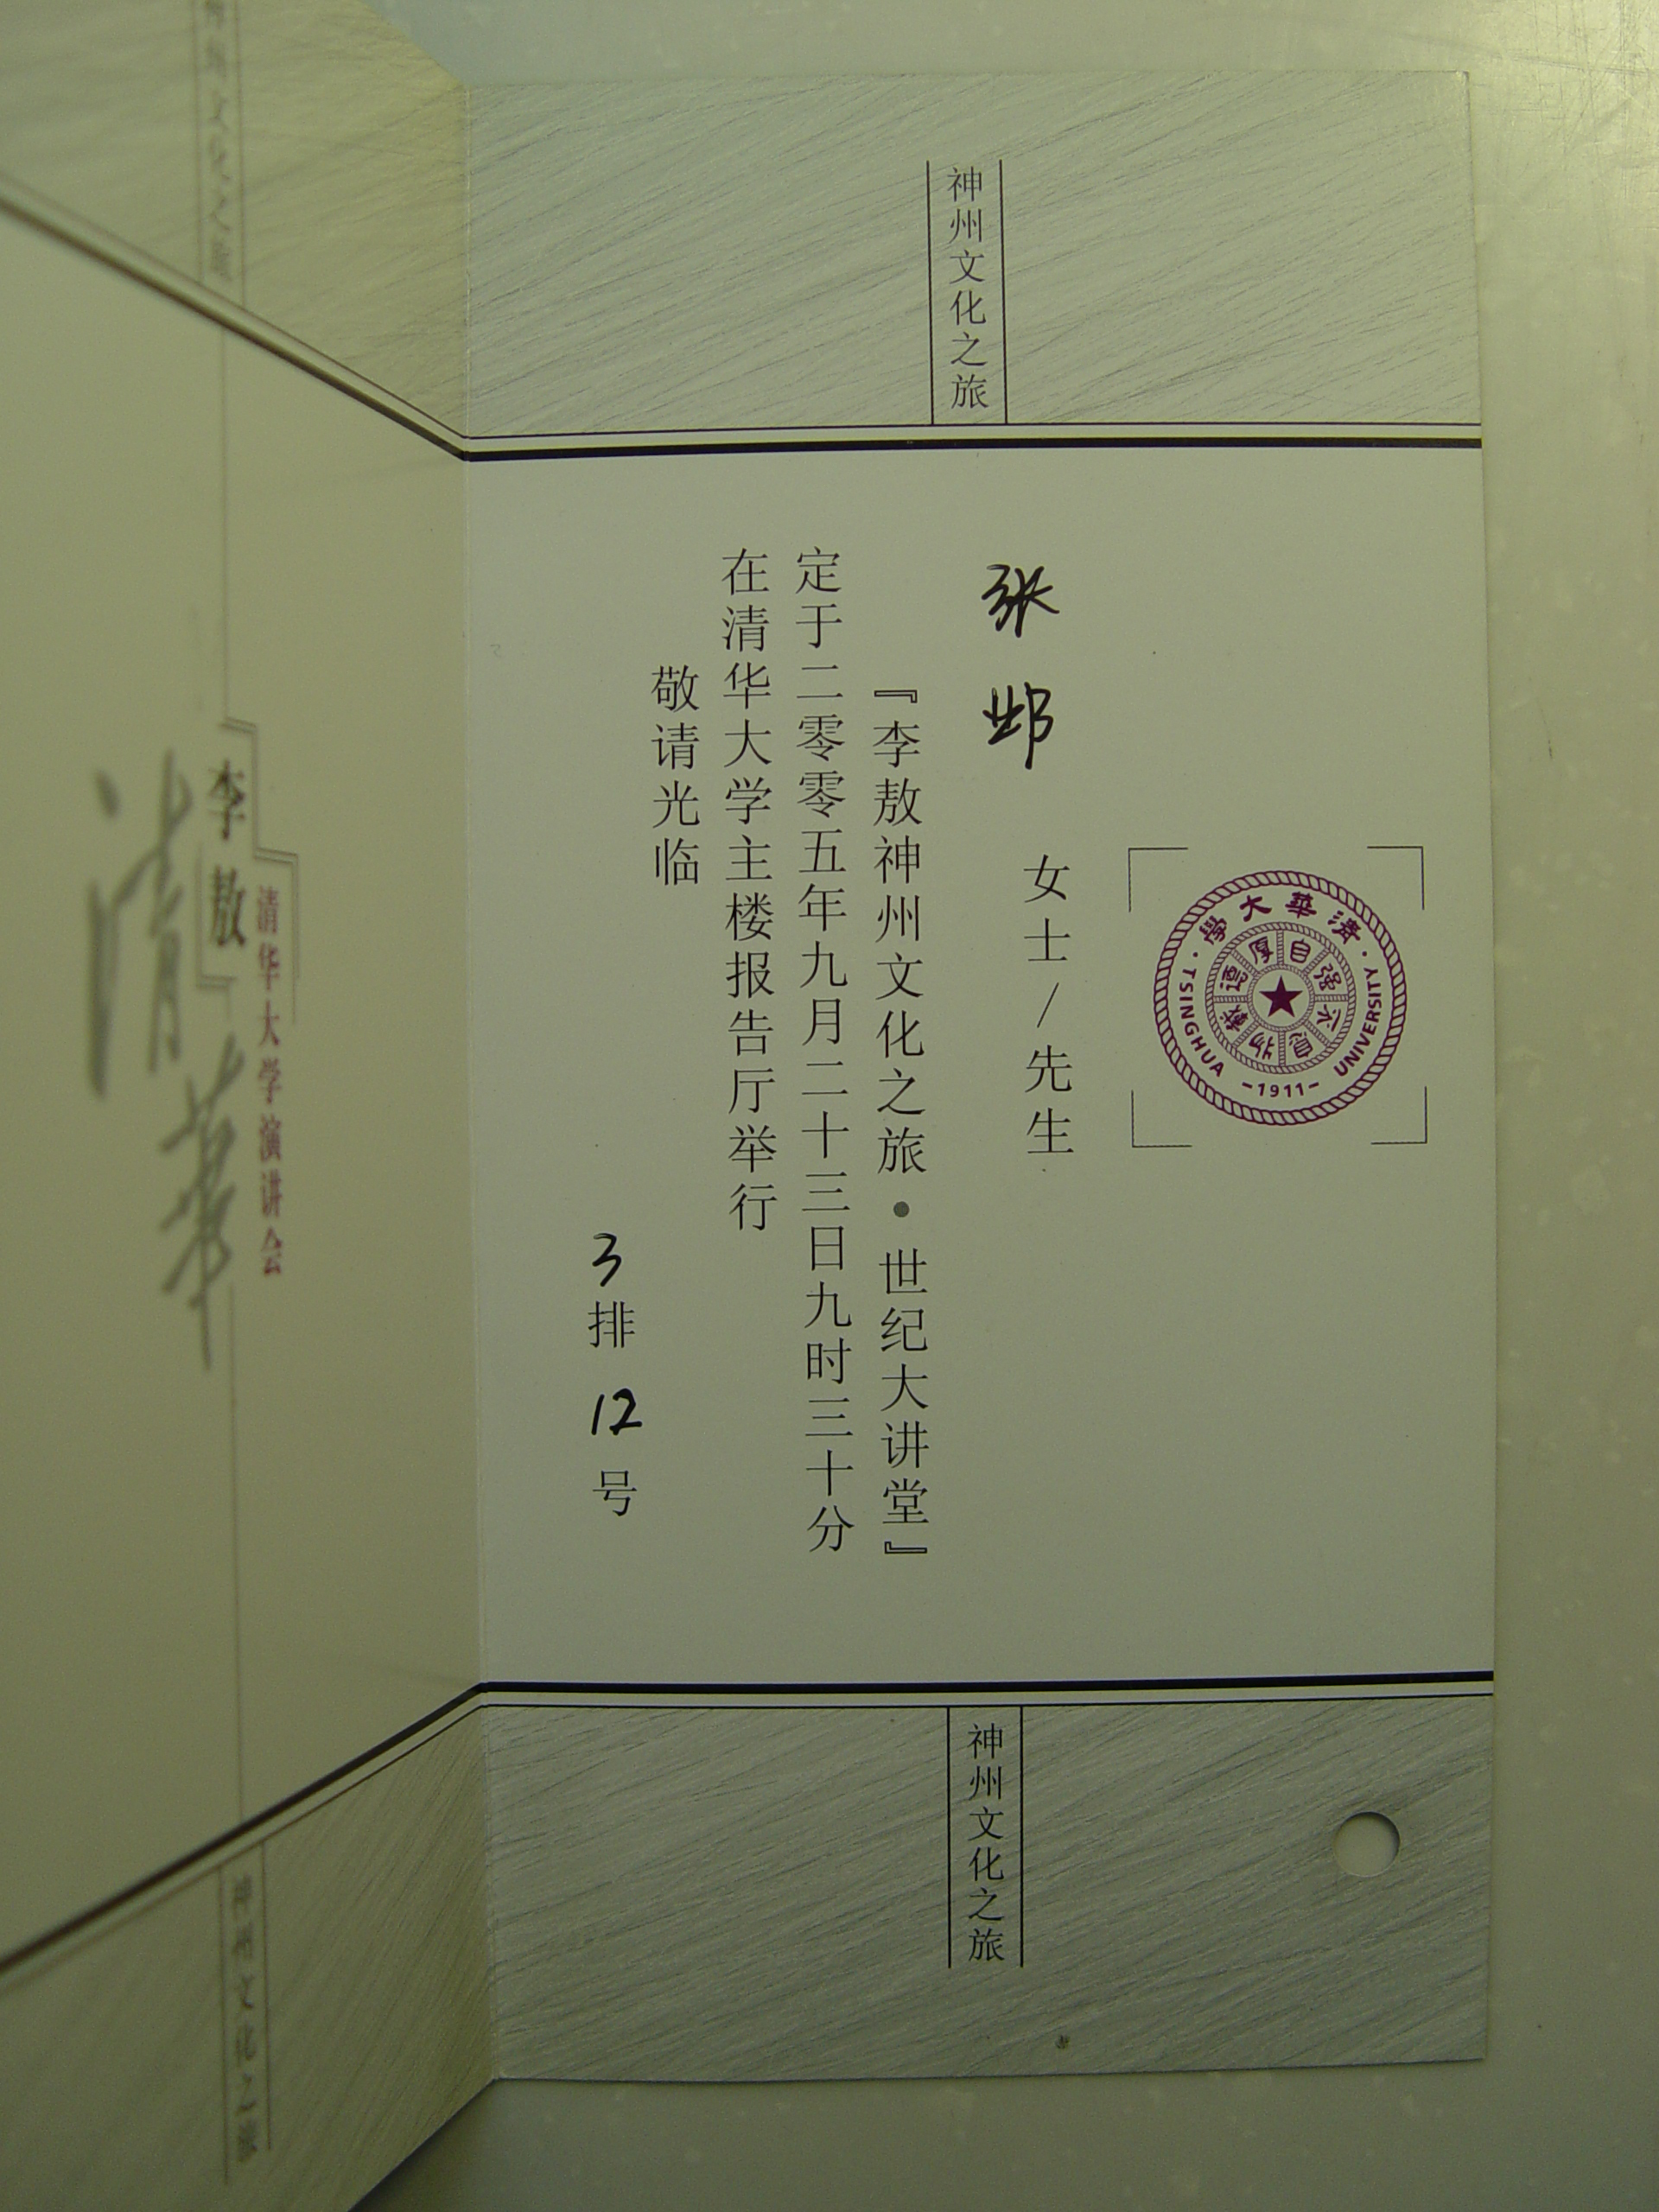 神州文化之旅
清華大學
自强不息
厚德载物
TSINGHUA UNIVERSITY
-1911-
张邺
女士/先生
『李敖神州文化之旅•世纪大讲堂』
定于二零零五年九月二十三日九时三十分
在清华大学主楼报告厅举行
敬请光临
3排12号
神州文化之旅
神州文化之旅
清华大学演讲会
李敖
清華
神州文化之旅